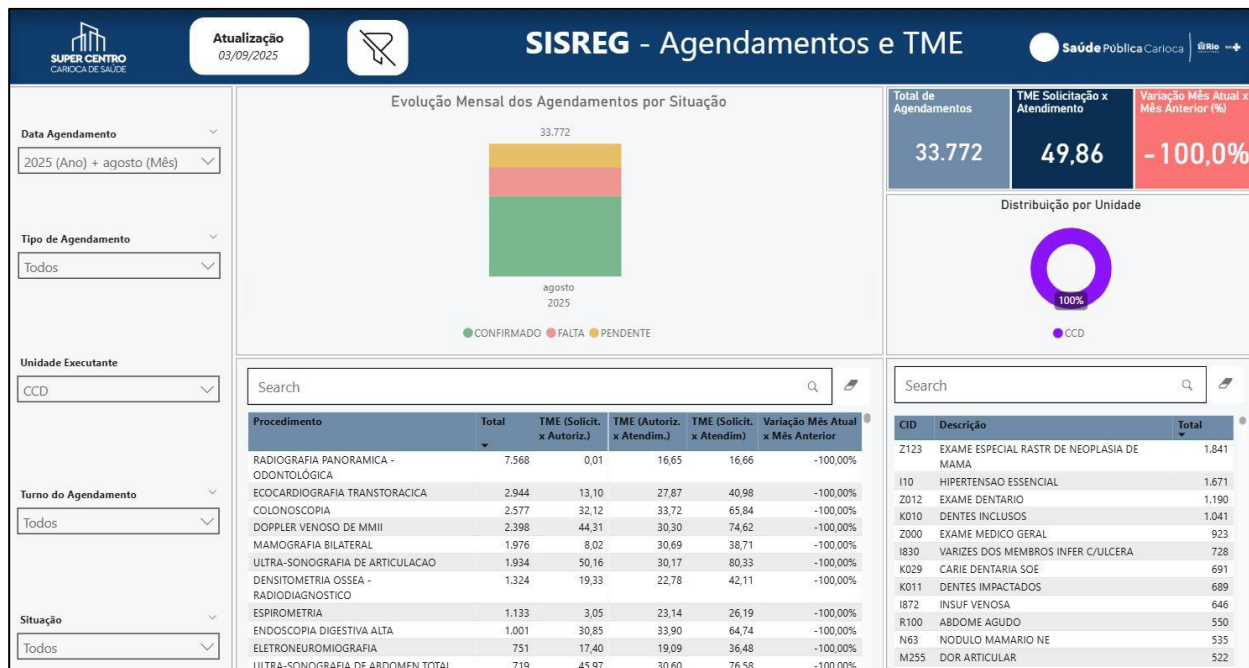 SUPER CENTRO
CARIOCA DE SAÚDE
Atualização
03/09/2025
SISREG - Agendamentos e TME
Saúde Pública Carioca
Data Agendamento
2025 (Ano) + agosto (Mês)
Tipo de Agendamento
Todos
Unidade Executante
CCD
Turno do Agendamento
Todos
Situação
Todos
Evolução Mensal dos Agendamentos por Situação
33.772
agosto
2025
CONFIRMADO FALTA PENDENTE
Total de
Agendamentos
33.772
TME Solicitação x
Atendimento
49,86
Variação Mês Atual x
Mês Anterior (%)
-100,0%
Distribuição por Unidade
100%
CCD
Search
Procedimento Total TME (Solicit. x Autoriz.) TME (Autoriz. x Atendim.) TME (Solicit. x Atendim) Variação Mês Atual x Mês Anterior
RADIOGRAFIA PANORAMICA - 7.568 0,01 16,65 16,66 -100,00%
ODONTOLÓGICA
ECOCARDIOGRAFIA TRANSTORACICA 2.944 13,10 27,87 40,98 -100,00%
COLONOSCOPIA 2.577 32,12 33,72 65,84 -100,00%
DOPPLER VENOSO DE MMII 2.398 44,31 30,30 74,62 -100,00%
MAMOGRAFIA BILATERAL 1.976 8,02 30,69 38,71 -100,00%
ULTRA-SONOGRAFIA DE ARTICULACAO 1.934 50,16 30,17 80,33 -100,00%
DENSITOMETRIA OSSEA - 1.324 19,33 22,78 42,11 -100,00%
RADIODIAGNOSTICO
ESPIROMETRIA 1.133 3,05 23,14 26,19 -100,00%
ENDOSCOPIA DIGESTIVA ALTA 1.001 30,85 33,90 64,74 -100,00%
ELETRONEUROMIOGRAFIA 751 17,40 19,09 36,48 -100,00%
ULTRA-SONOGRAFIA DE ABDOMEN TOTAL 719 45,97 30,60 76,58 -100,00%
Search
CID Descrição Total
Z123 EXAME ESPECIAL RASTR DE NEOPLASIA DE 1.841
MAMA
I10 HIPERTENSAO ESSENCIAL 1.671
Z012 EXAME DENTARIO 1.190
K010 DENTES INCLUSOS 1.041
Z000 EXAME MEDICO GERAL 923
I830 VARIZES DOS MEMBROS INFER C/ULCERA 728
K029 CARIE DENTARIA SOE 691
K011 DENTES IMPACTADOS 689
I872 INSUF VENOSA 646
R100 ABDOME AGUDO 550
N63 NODULO MAMARIO NE 535
M255 DOR ARTICULAR 522